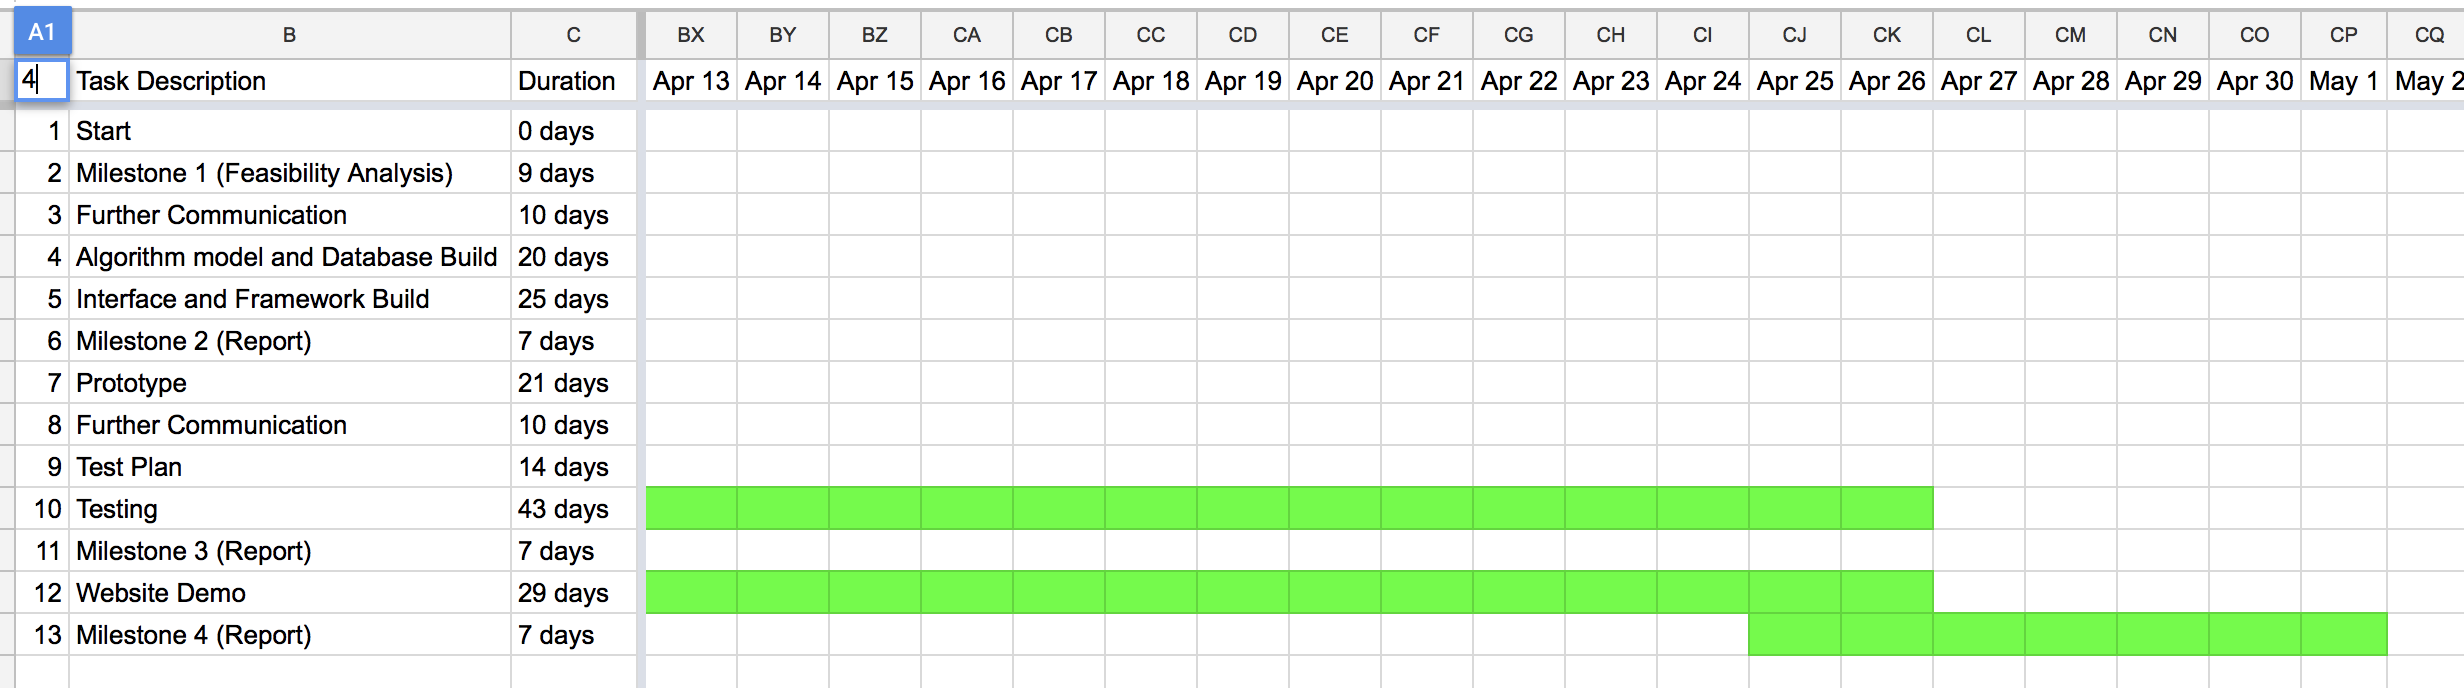 A1 B C BX BY BZ CA CB CC CD CE CF CG CH CI CJ CK CL CM CN CO CP CQ
4 Task Description Duration Apr 13 Apr 14 Apr 15 Apr 16 Apr 17 Apr 18 Apr 19 Apr 20 Apr 21 Apr 22 Apr 23 Apr 24 Apr 25 Apr 26 Apr 27 Apr 28 Apr 29 Apr 30 May 1 May 2
1 Start 0 days
2 Milestone 1 (Feasibility Analysis) 9 days
3 Further Communication 10 days
4 Algorithm model and Database Build 20 days
5 Interface and Framework Build 25 days
6 Milestone 2 (Report) 7 days
7 Prototype 21 days
8 Further Communication 10 days
9 Test Plan 14 days
10 Testing 43 days
11 Milestone 3 (Report) 7 days
12 Website Demo 29 days
13 Milestone 4 (Report) 7 days